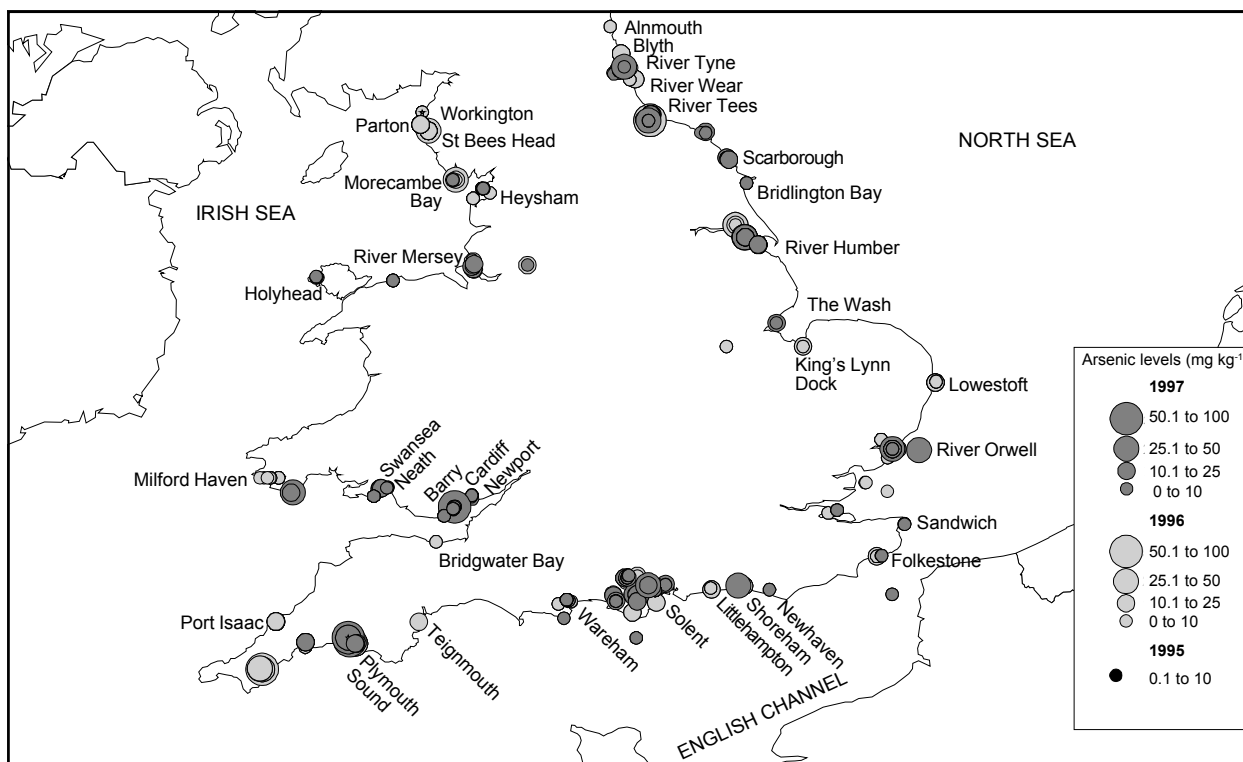 Alnmouth
Blyth
River Tyne
River Wear
River Tees
Workington
Parton
St Bees Head
NORTH SEA
Scarborough
Morecambe
Bay
Heysham
Bridlington Bay
IRISH SEA
River Humber
River Mersey
Holyhead
The Wash
King's Lynn
Dock
Lowestoft
Arsenic levels (mg kg-1
1997
50.1 to 100
25.1 to 50
10.1 to 25
0 to 10
1996
50.1 to 100
25.1 to 50
10.1 to 25
0 to 10
1995
0.1 to 10
River Orwell
Milford Haven
Swansea
Neath
Barry
Cardiff
Newport
Sandwich
Bridgwater Bay
Folkestone
Port Isaac
Plymouth
Sound
Teignmouth
Wareham
Solent
Littlehampton
Shoreham
Newhaven
ENGLISH CHANNEL